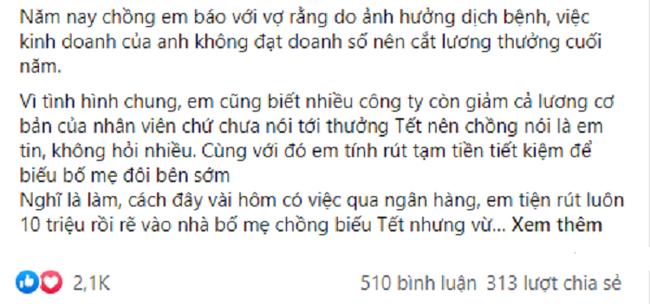 Năm nay chồng em báo với vợ rằng do ảnh hưởng dịch bệnh, việc
kinh doanh của anh không đạt doanh số nên cắt lương thưởng cuối
năm.
Vì tình hình chung, em cũng biết nhiều công ty còn giảm cả lương cơ
bản của nhân viên chứ chưa nói tới thưởng Tết nên chồng nói là em
tin, không hỏi nhiều. Cùng với đó em tính rút tạm tiền tiết kiệm để
biếu bố mẹ đôi bên sớm
Nghĩ là làm, cách đây vài hôm có việc qua ngân hàng, em tiện rút luôn
10 triệu rồi rẽ vào nhà bố mẹ chồng biếu Tết nhưng vừ... Xem thêm
2,1K 510 bình luận 313 lượt chia sẻ